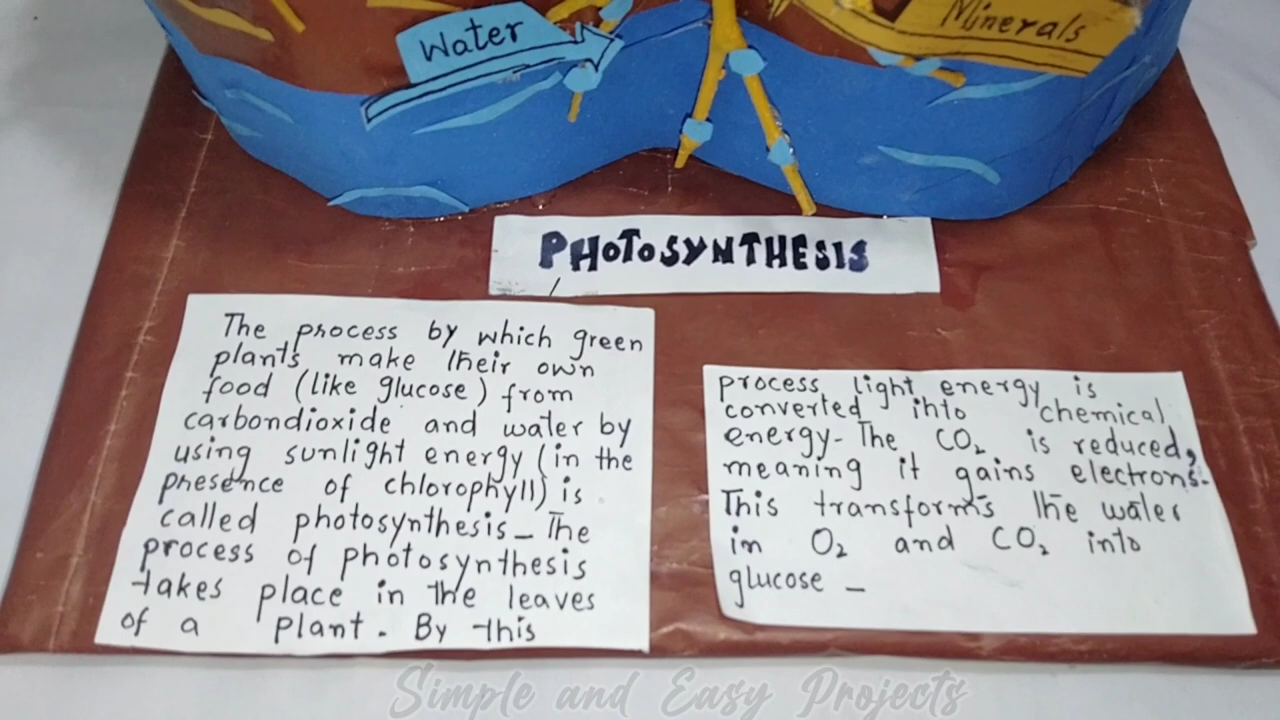 Water
Minerals
PHOTOSYNTHESIS
The process by which green
plants make their own
food (like glucose) from
carbondioxide and water by
using sunlight energy (in the
presence of chlorophyll) is
called photosynthesis_ The
process of photosynthesis
takes place in the leaves
of a plant. By this
process light energy is
converted into chemical
energy- The CO₂ is reduced,
meaning it gains electrons.
This transforms the water
in O₂ and CO₂ into
glucose _
Simple and Easy Projects